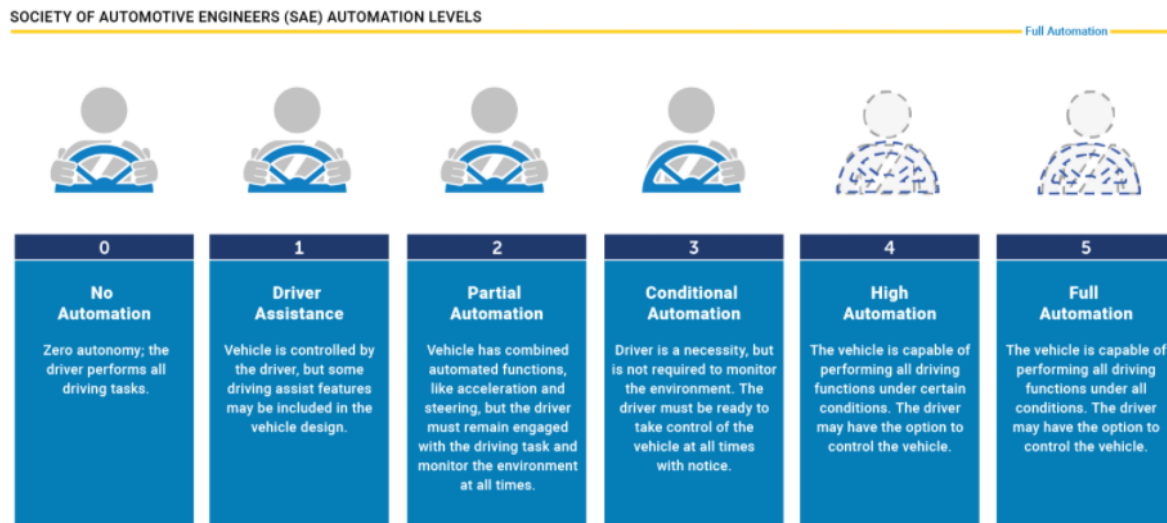 SOCIETY OF AUTOMOTIVE ENGINEERS (SAE) AUTOMATION LEVELS
Full Automation
0
No
Automation
Zero autonomy; the
driver performs all
driving tasks.
1
Driver
Assistance
Vehicle is controlled by
the driver, but some
driving assist features
may be included in the
vehicle design.
2
Partial
Automation
Vehicle has combined
automated functions,
like acceleration and
steering, but the driver
must remain engaged
with the driving task and
monitor the environment
at all times.
3
Conditional
Automation
Driver is a necessity, but
is not required to monitor
the environment. The
driver must be ready to
take control of the
vehicle at all times
with notice.
4
High
Automation
The vehicle is capable of
performing all driving
functions under certain
conditions. The driver
may have the option to
control the vehicle.
5
Full
Automation
The vehicle is capable of
performing all driving
functions under all
conditions. The driver
may have the option to
control the vehicle.